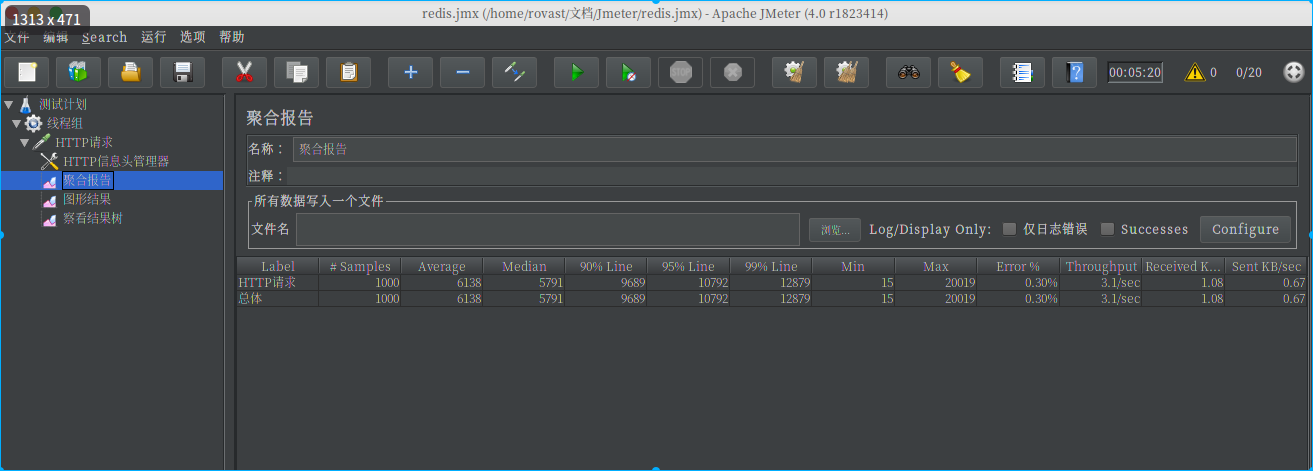 redis.jmx (/home/rovast/文档/Jmeter/redis.jmx) - Apache JMeter (4.0 r1823414)
1313 x 471
文件 编辑 Search 运行 选项 帮助
STOP 00:05:20 0 0/20
测试计划
线程组
HTTP请求
HTTP信息头管理器
聚合报告
图形结果
察看结果树
聚合报告
名称： 聚合报告
注释：
所有数据写入一个文件
文件名 浏览... Log/Display Only: 仅日志错误 Successes Configure
Label # Samples Average Median 90% Line 95% Line 99% Line Min Max Error % Throughput Received K... Sent KB/sec
HTTP请求 1000 6138 5791 9689 10792 12879 15 20019 0.30% 3.1/sec 1.08 0.67
总体 1000 6138 5791 9689 10792 12879 15 20019 0.30% 3.1/sec 1.08 0.67